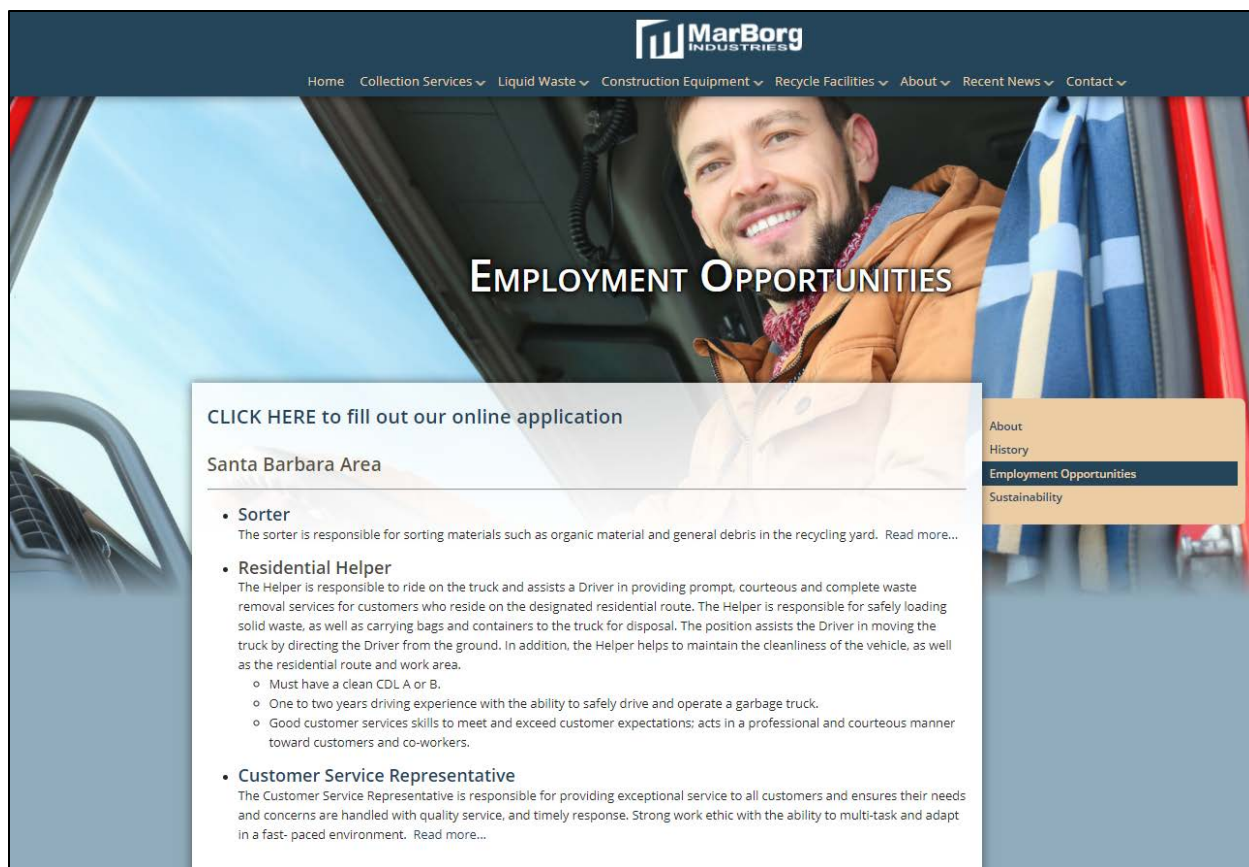 MarBorg
INDUSTRIES
Home Collection Services Liquid Waste Construction Equipment Recycle Facilities About Recent News Contact
EMPLOYMENT OPPORTUNITIES
CLICK HERE to fill out our online application
Santa Barbara Area
About
History
Employment Opportunities
Sustainability
• Sorter
The sorter is responsible for sorting materials such as organic material and general debris in the recycling yard. Read more...
• Residential Helper
The Helper is responsible to ride on the truck and assists a Driver in providing prompt, courteous and complete waste
removal services for customers who reside on the designated residential route. The Helper is responsible for safely loading
solid waste, as well as carrying bags and containers to the truck for disposal. The position assists the Driver in moving the
truck by directing the Driver from the ground. In addition, the Helper helps to maintain the cleanliness of the vehicle, as well
as the residential route and work area.
○ Must have a clean CDL A or B.
○ One to two years driving experience with the ability to safely drive and operate a garbage truck.
○ Good customer services skills to meet and exceed customer expectations; acts in a professional and courteous manner
toward customers and co-workers.
• Customer Service Representative
The Customer Service Representative is responsible for providing exceptional service to all customers and ensures their needs
and concerns are handled with quality service, and timely response. Strong work ethic with the ability to multi-task and adapt
in a fast- paced environment. Read more...